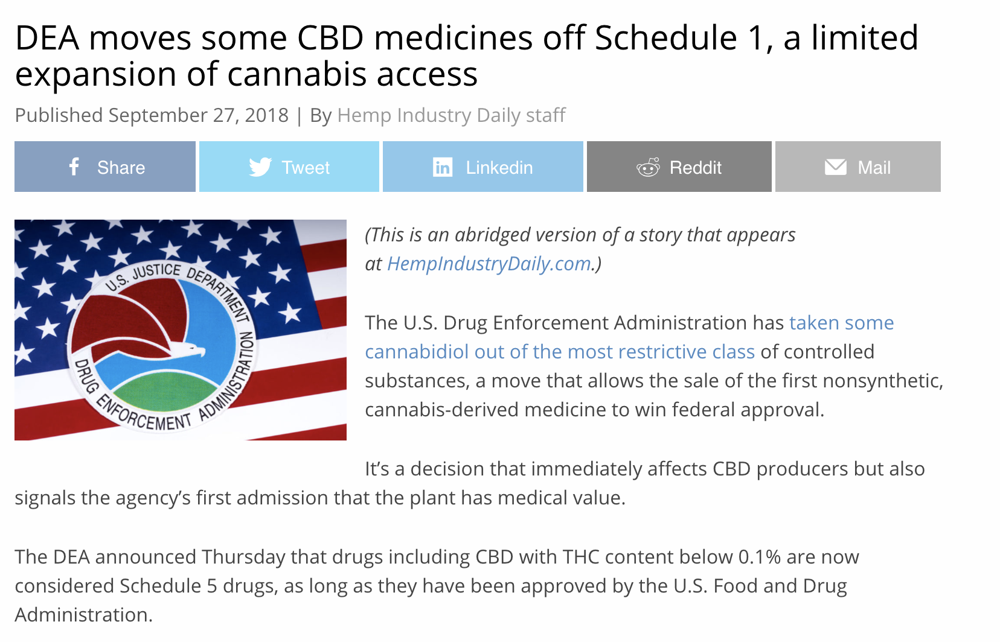 DEA moves some CBD medicines off Schedule 1, a limited
expansion of cannabis access
Published September 27, 2018 | By Hemp Industry Daily staff
Share
Tweet
Linkedin
Reddit
Mail
U.S. JUSTICE DEPARTMENT
DRUG ENFORCEMENT ADMINISTRATION
(This is an abridged version of a story that appears
at HempIndustryDaily.com.)
The U.S. Drug Enforcement Administration has taken some
cannabidiol out of the most restrictive class of controlled
substances, a move that allows the sale of the first nonsynthetic,
cannabis-derived medicine to win federal approval.
It’s a decision that immediately affects CBD producers but also
signals the agency’s first admission that the plant has medical value.
The DEA announced Thursday that drugs including CBD with THC content below 0.1% are now
considered Schedule 5 drugs, as long as they have been approved by the U.S. Food and Drug
Administration.